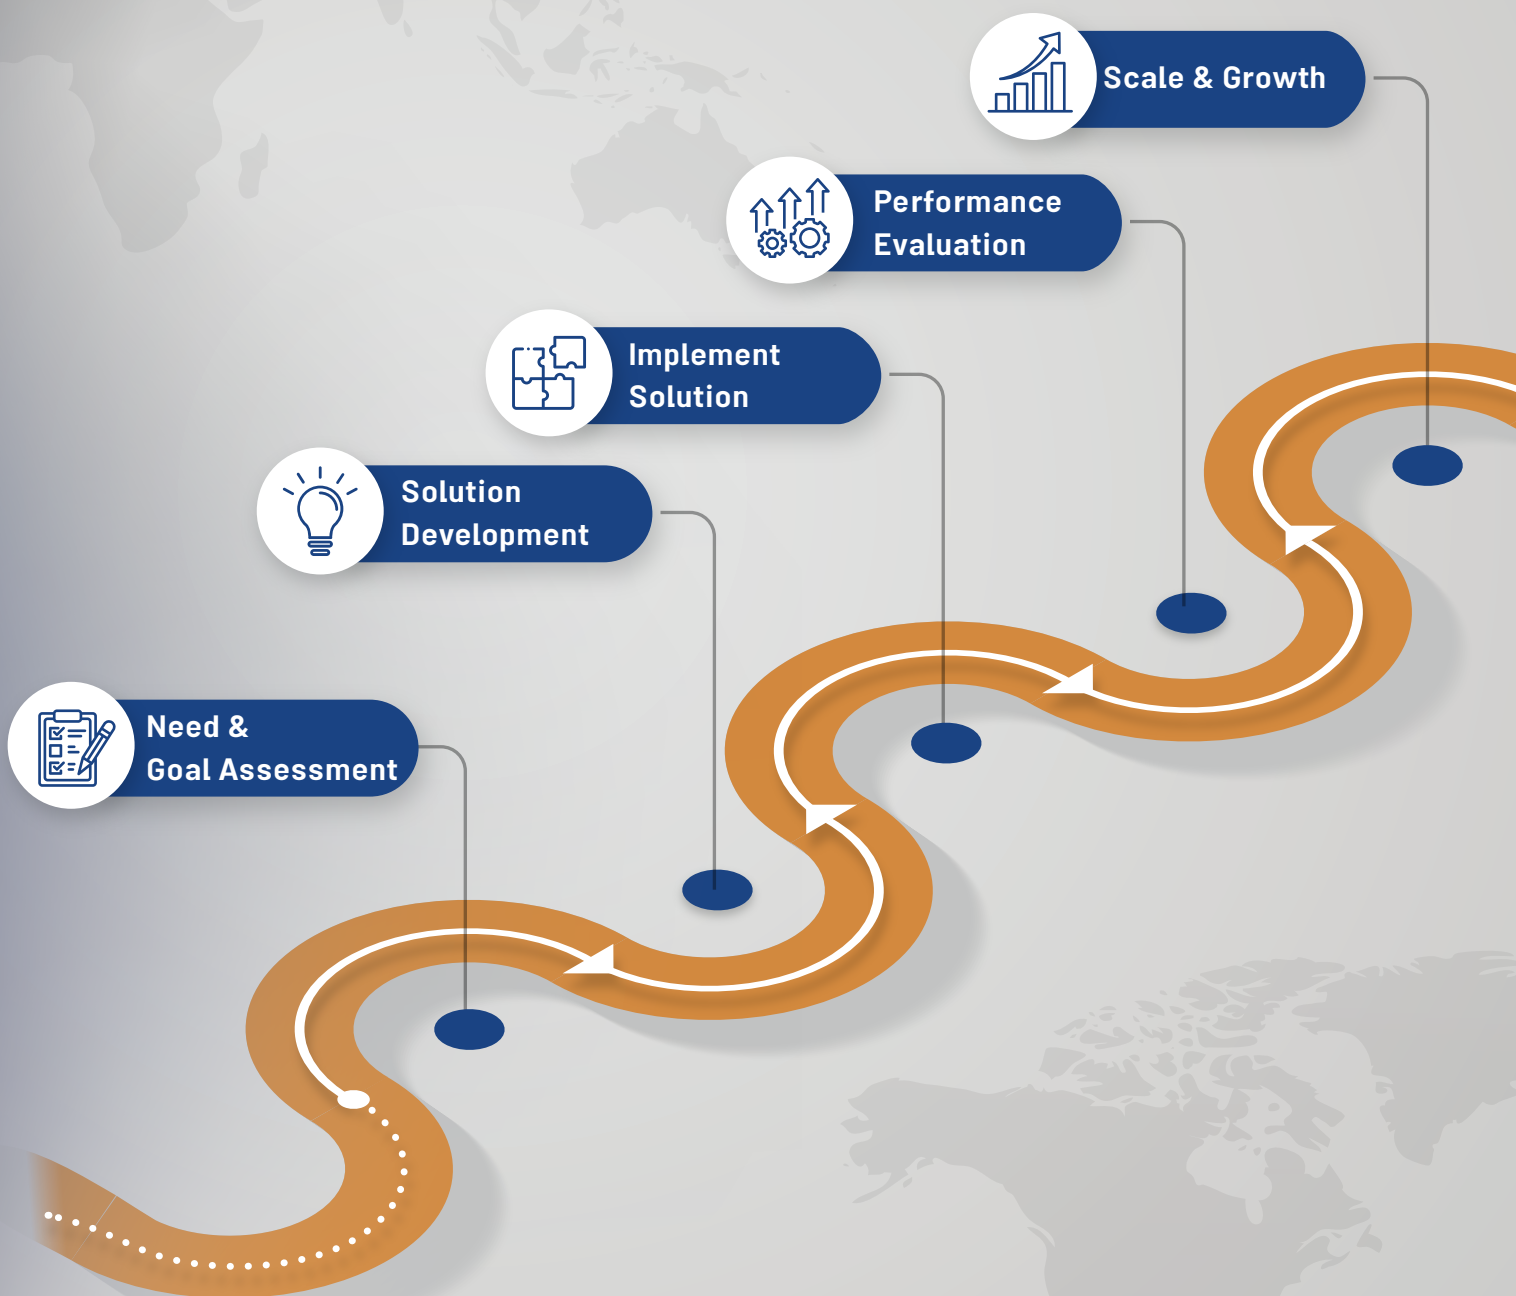 Scale & Growth
Performance
Evaluation
Implement
Solution
Solution
Development
Need &
Goal Assessment